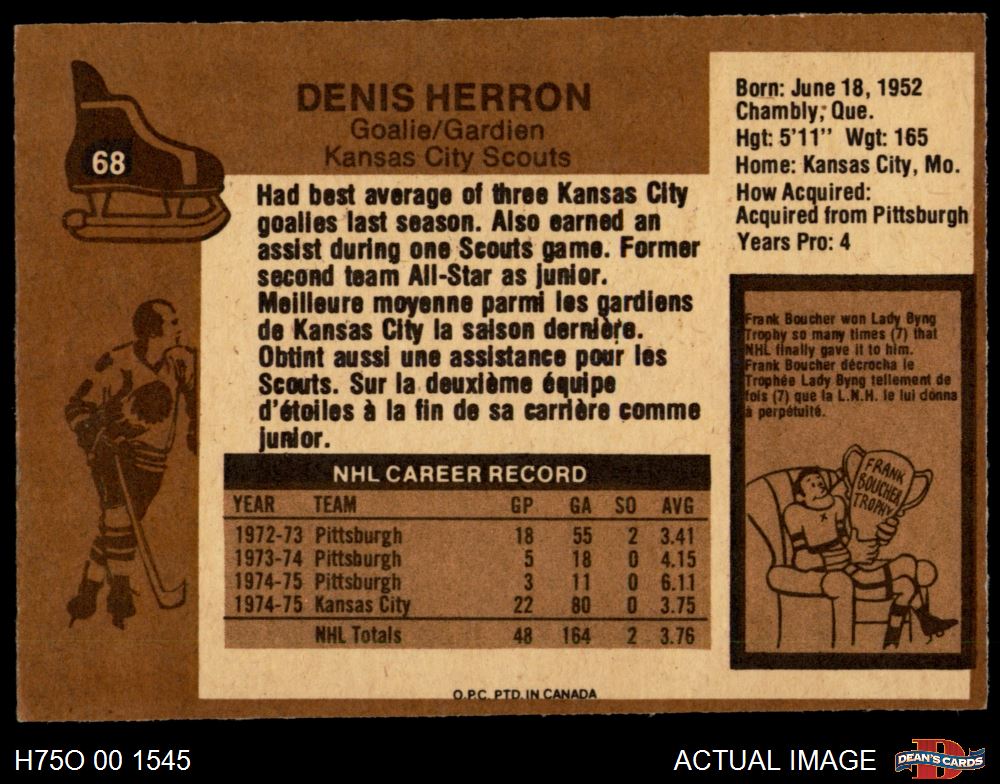 68
DENIS HERRON
Goalie/Gardien
Kansas City Scouts
Had best average of three Kansas City
goalies last season. Also earned an
assist during one Scouts game. Former
second team All-Star as junior.
Meilleure moyenne parmi les gardiens
de Kansas City la saison dernière.
Obtint aussi une assistance pour les
Scouts. Sur la deuxième équipe
d'étoiles à la fin de sa carrière comme
junior.
NHL CAREER RECORD
YEAR TEAM GP GA SO AVG
1972-73 Pittsburgh 18 55 2 3.41
1973-74 Pittsburgh 5 18 0 4.15
1974-75 Pittsburgh 3 11 0 6.11
1974-75 Kansas City 22 80 0 3.75
NHL Totals 48 164 2 3.76
O.P.C. PTD. IN CANADA
Born: June 18, 1952
Chambly, Que.
Hgt: 5'11" Wgt: 165
Home: Kansas City, Mo.
How Acquired:
Acquired from Pittsburgh
Years Pro: 4
Frank Boucher won Lady Byng
Trophy so many times (7) that
NHL finally gave it to him.
Frank Boucher décrocha le
Trophée Lady Byng tellement de
fois (7) que la L.N.H. le lui donna
à perpétuité.
FRANK
BOUCHER
TROPHY
H75O 00 1545
ACTUAL IMAGE
DEAN'S CARDS